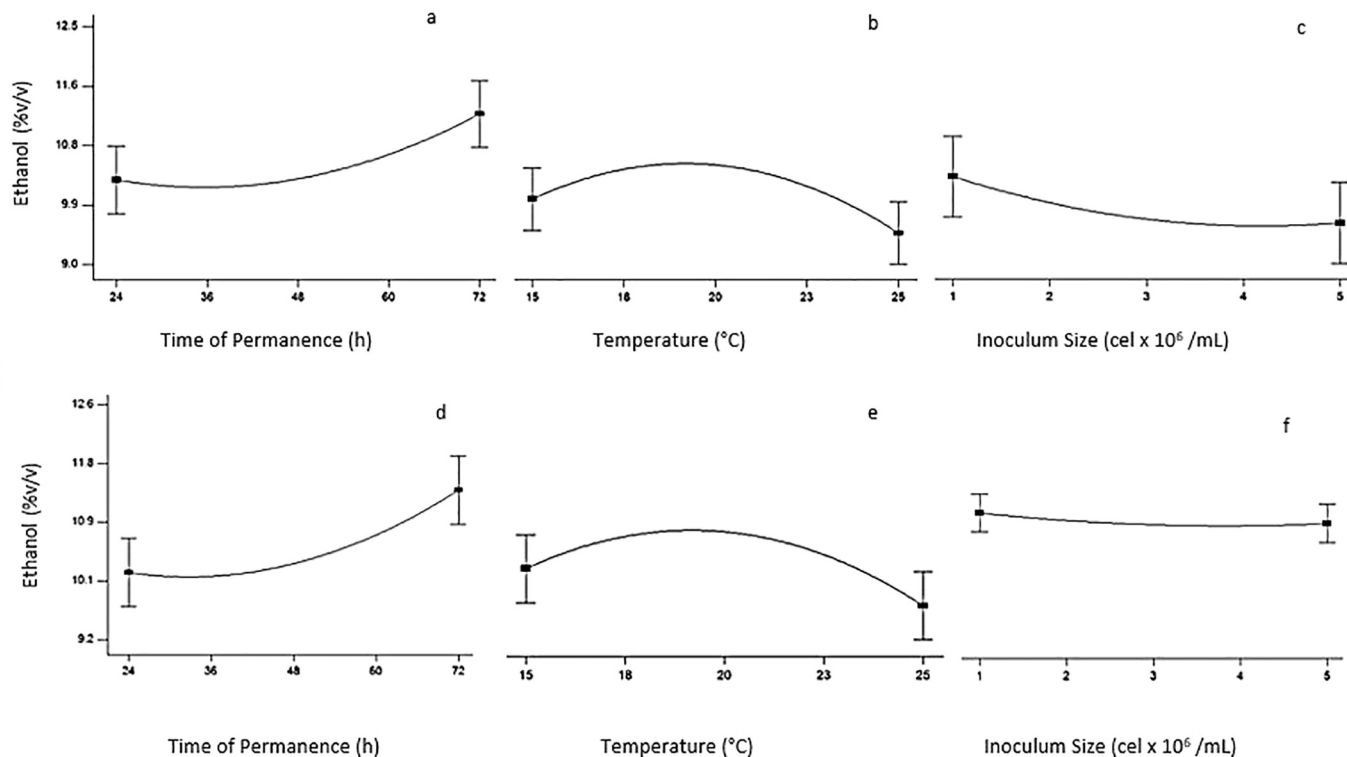 a
b
c
Ethanol (%v/v)
12.5
11.6
10.8
9.9
9.0
24 36 48 60 72
15 18 20 23 25
1 2 3 4 5
Time of Permanence (h)
Temperature (°C)
Inoculum Size (cel x 10⁶ /mL)
d
e
f
Ethanol (%v/v)
12.6
11.8
10.9
10.1
9.2
24 36 48 60 72
15 18 20 23 25
1 2 3 4 5
Time of Permanence (h)
Temperature (°C)
Inoculum Size (cel x 10⁶ /mL)